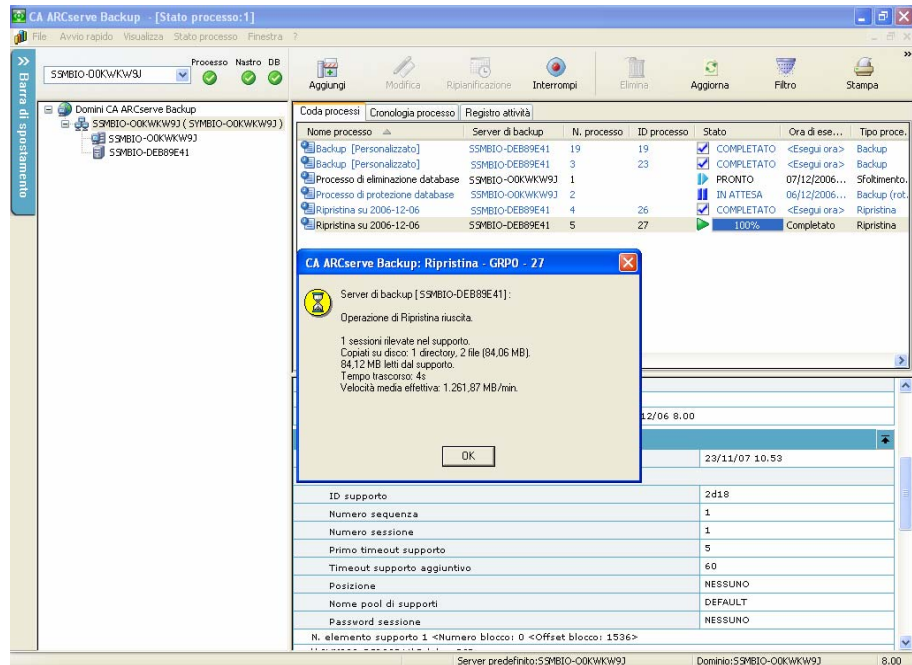 CA ARCserve Backup - [Stato processo:1]
File Avvio rapido Visualizza Stato processo Finestra ?
SSMBIO-O0KWKW9J
Processo Nastro DB
Aggiungi Modifica Ripianificazione Interrompi Elimina Aggiorna Filtro Stampa
Barra di spostamento
Domini CA ARCserve Backup
SSMBIO-O0KWKW9J ( SYMBIO-O0KWKW9J )
SSMBIO-O0KWKW9J
SSMBIO-DEB89E41
Coda processi Cronologia processo Registro attività
Nome processo Server di backup N. processo ID processo Stato Ora di ese... Tipo proce.
Backup [Personalizzato] SSMBIO-DEB89E41 19 19 COMPLETATO <Esegui ora> Backup
Backup [Personalizzato] SSMBIO-DEB89E41 3 23 COMPLETATO <Esegui ora> Backup
Processo di eliminazione database SSMBIO-O0KWKW9J 1 PRONTO 07/12/2006... Sfoltimento.
Processo di protezione database SSMBIO-O0KWKW9J 2 IN ATTESA 06/12/2006... Backup (rot.
Ripristina su 2006-12-06 SSMBIO-DEB89E41 4 26 COMPLETATO <Esegui ora> Ripristina
Ripristina su 2006-12-06 SSMBIO-DEB89E41 5 27 100% Completato Ripristina
CA ARCserve Backup: Ripristina - GRP0 - 27
Server di backup [SSMBIO-DEB89E41] :
Operazione di Ripristina riuscita.
1 sessioni rilevate nel supporto.
Copiati su disco: 1 directory, 2 file (84,06 MB).
84,12 MB letti dal supporto.
Tempo trascorso: 4s
Velocità media effettiva: 1.261,87 MB/min.
OK
12/06 8.00
23/11/07 10.53
ID supporto 2d18
Numero sequenza 1
Numero sessione 1
Primo timeout supporto 5
Timeout supporto aggiuntivo 60
Posizione NESSUNO
Nome pool di supporti DEFAULT
Password sessione NESSUNO
N. elemento supporto 1 <Numero blocco: 0 <Offset blocco: 1536>
Server predefinito:SSMBIO-O0KWKW9J Dominio:SSMBIO-O0KWKW9J 8.00